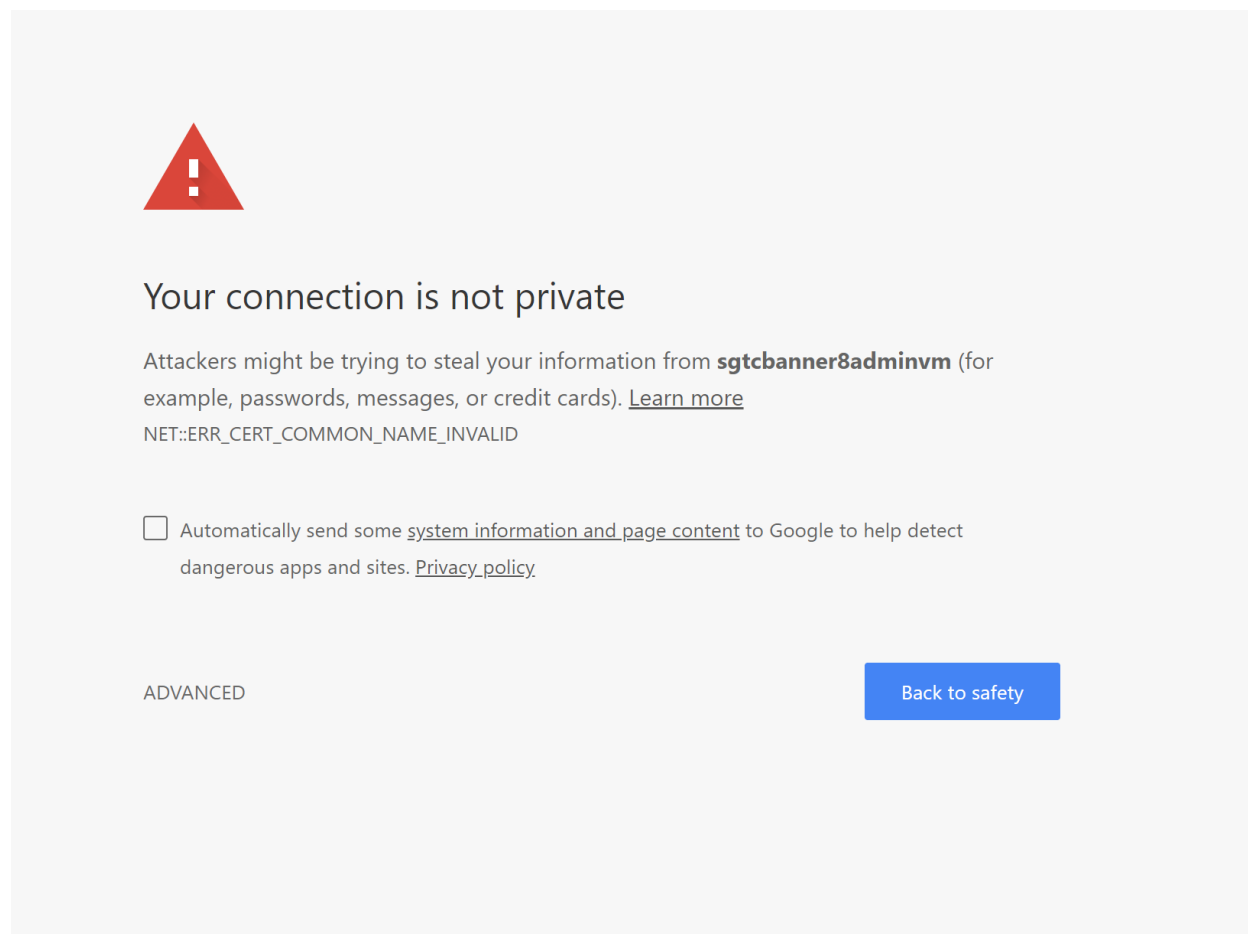 Your connection is not private
Attackers might be trying to steal your information from sgtcbanner8adminvm (for
example, passwords, messages, or credit cards). Learn more
NET::ERR_CERT_COMMON_NAME_INVALID
Automatically send some system information and page content to Google to help detect
dangerous apps and sites. Privacy policy
ADVANCED
Back to safety